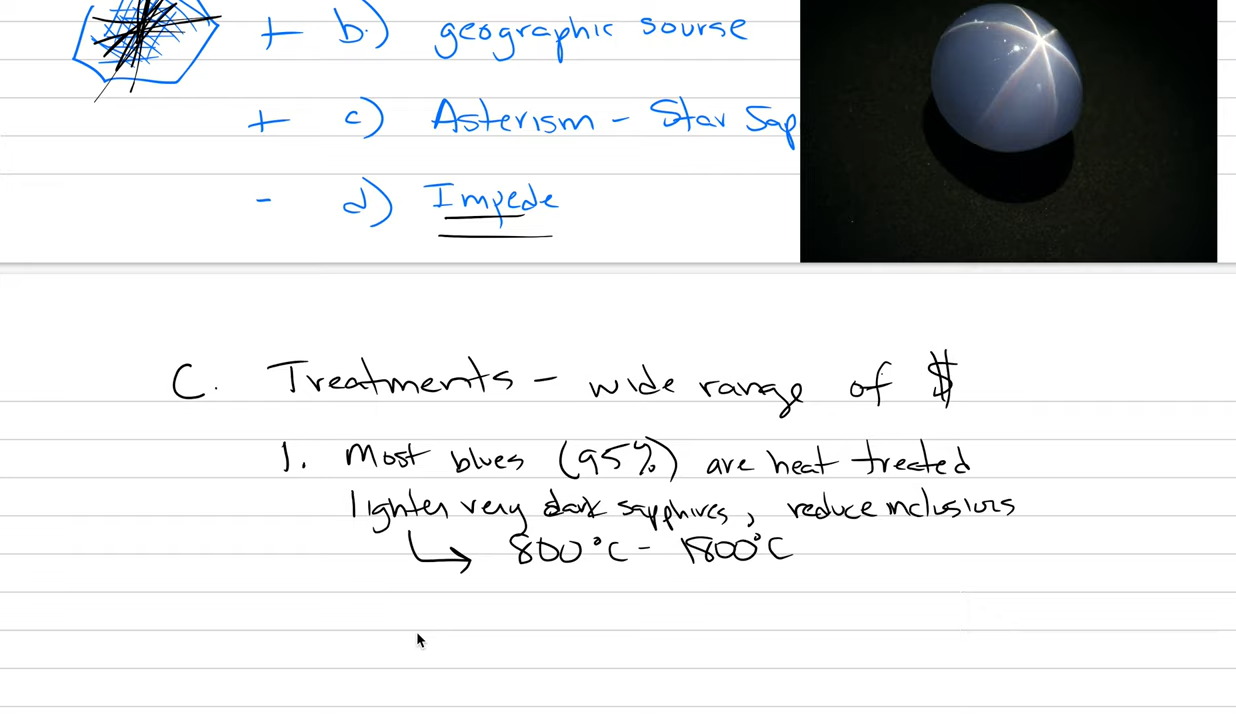 + b.) geographic sourse
+ c) Asterism - Star Sap
- d) Impede
C. Treatments - wide range of $
1. Most blues (95%) are heat treated
lighten very dark sapphires, reduce inclusions
↳ 800°C - 1800°C